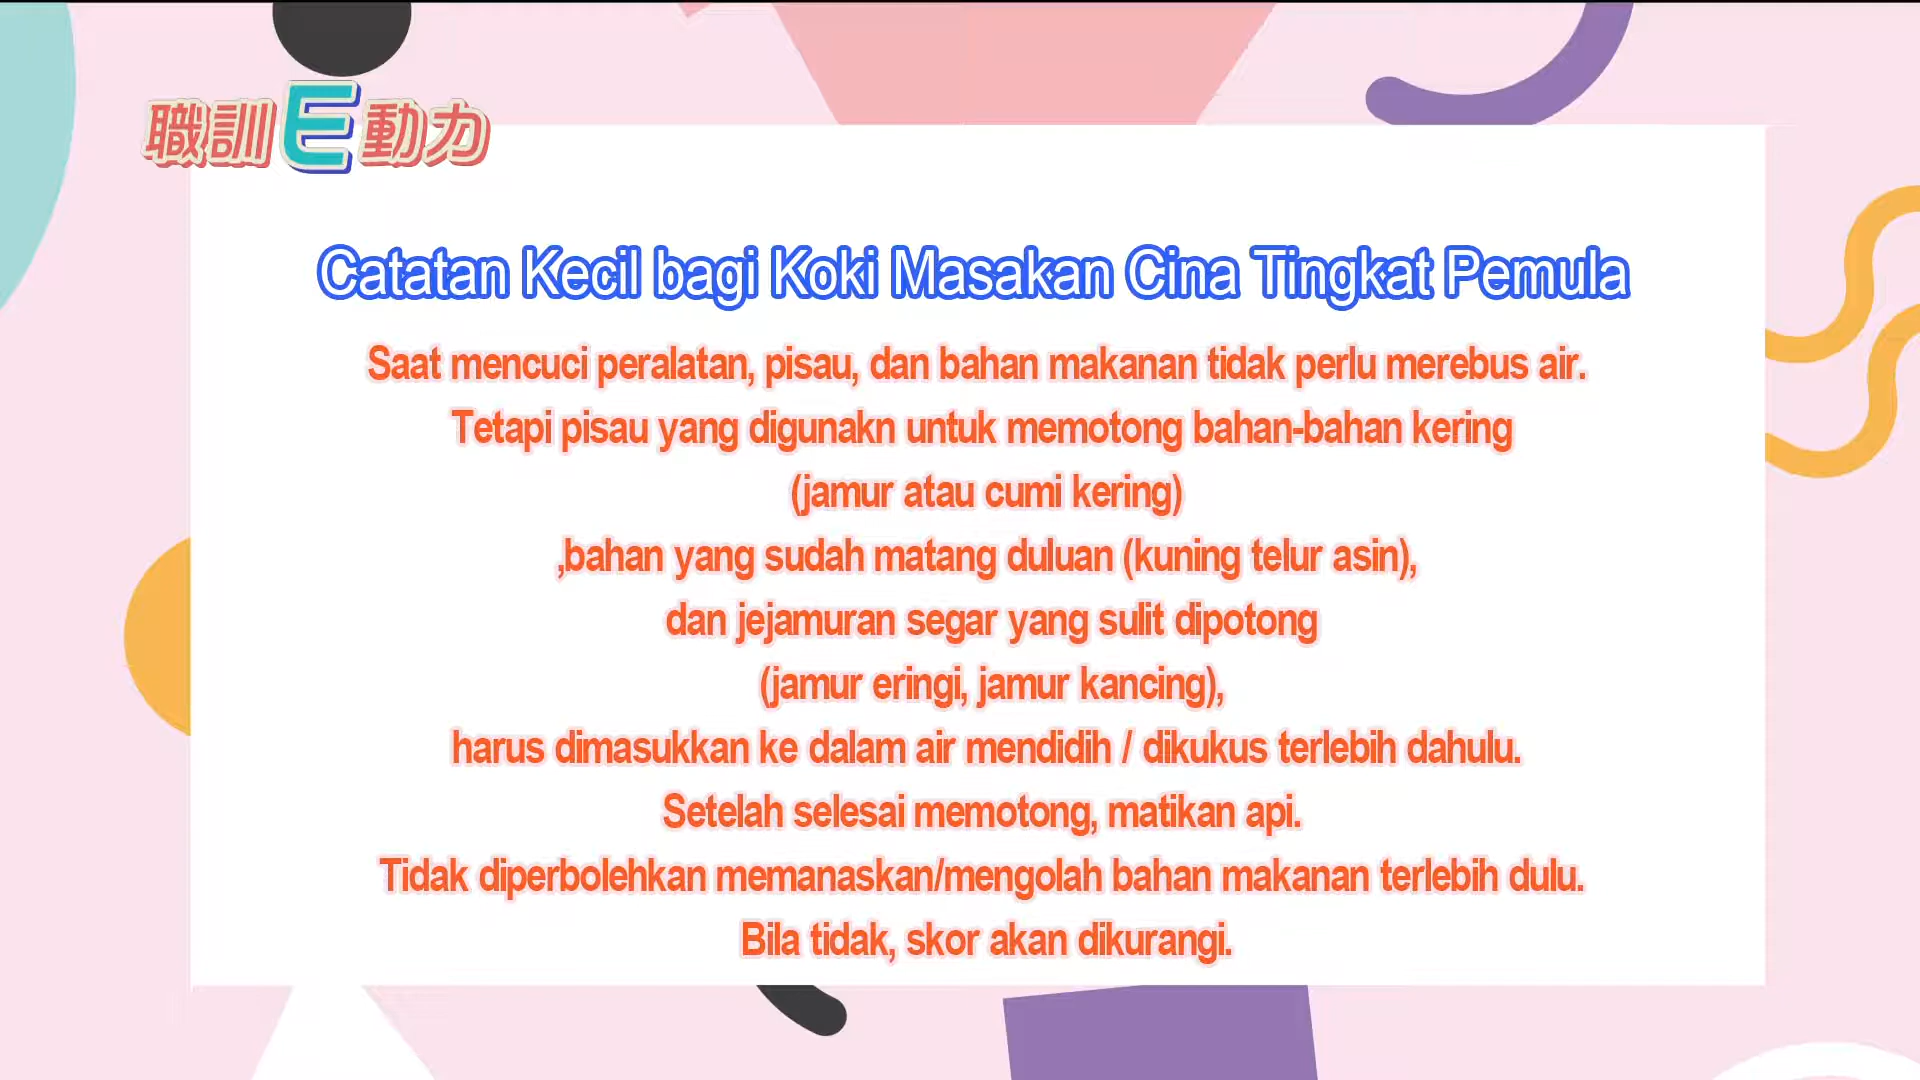 職訓E動力
Catatan Kecil bagi Koki Masakan Cina Tingkat Pemula
Saat mencuci peralatan, pisau, dan bahan makanan tidak perlu merebus air.
Tetapi pisau yang digunakn untuk memotong bahan-bahan kering
(jamur atau cumi kering)
,bahan yang sudah matang duluan (kuning telur asin),
dan jejamuran segar yang sulit dipotong
(jamur eringi, jamur kancing),
harus dimasukkan ke dalam air mendidih / dikukus terlebih dahulu.
Setelah selesai memotong, matikan api.
Tidak diperbolehkan memanaskan/mengolah bahan makanan terlebih dulu.
Bila tidak, skor akan dikurangi.